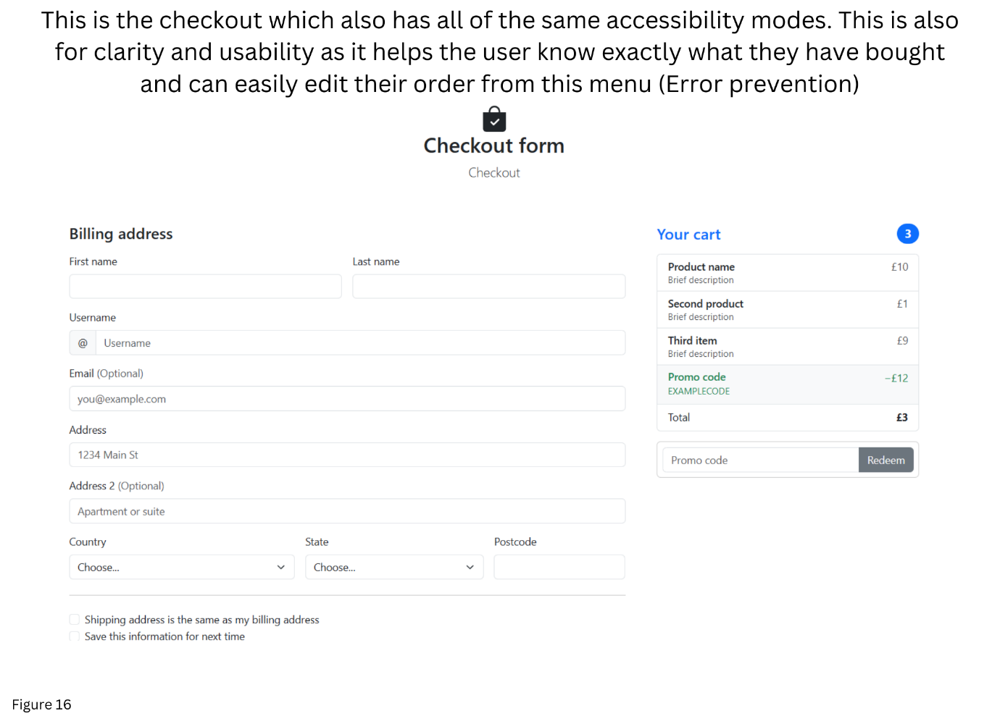 This is the checkout which also has all of the same accessibility modes. This is also
for clarity and usability as it helps the user know exactly what they have bought
and can easily edit their order from this menu (Error prevention)
Checkout form
Checkout
Billing address
First name
Last name
Username
@
Username
Email (Optional)
you@example.com
Address
1234 Main St
Address 2 (Optional)
Apartment or suite
Country
State
Postcode
Choose...
Choose...
Shipping address is the same as my billing address
Save this information for next time
Your cart
3
Product name
£10
Brief description
Second product
£1
Brief description
Third item
£9
Brief description
Promo code
−£12
EXAMPLECODE
Total
£3
Promo code
Redeem
Figure 16